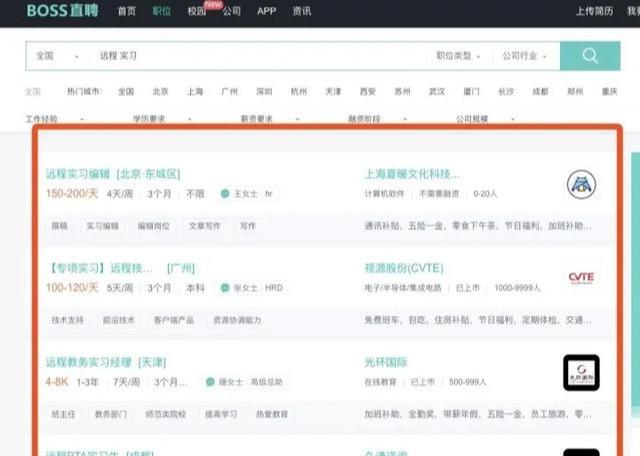 BOSS直聘 首页 职位 校园 New 公司 APP 资讯 上传简历
全国 远程 实习 职位类型 公司行业
全国 热门城市: 全国 北京 上海 广州 深圳 杭州 天津 西安 苏州 武汉 厦门 长沙 成都 郑州 重庆
工作经验 学历要求 薪资要求 融资阶段 公司规模
远程实习编辑 [北京·东城区] 上海夏暖文化科技...
150-200/天 4天/周 3个月 不限 王女士 hr 计算机软件 不需要融资 0-20人
撰稿 实习编辑 编辑岗位 文章写作 写作 通讯补贴，五险一金，零食下午茶，节日福利，加班补助...
【专项实习】远程技... [广州] 视源股份(CVTE)
100-120/天 5天/周 3个月 本科 张女士 HRD 电子/半导体/集成电路 已上市 1000-9999人 CVTE
技术支持 前沿技术 客户端产品 资源协调能力 免费班车，包吃，住房补贴，节日福利，定期体检，交通...
远程教务实习经理 [天津] 光环国际
4-8K 1-3年 7天/周 3个月... 女士 高级总助 在线教育 已上市 500-999人 光环国际
班主任 教务部门 师范类院校 提高学习 热爱教育 加班补助，全勤奖，带薪年假，五险一金，员工旅游，零...